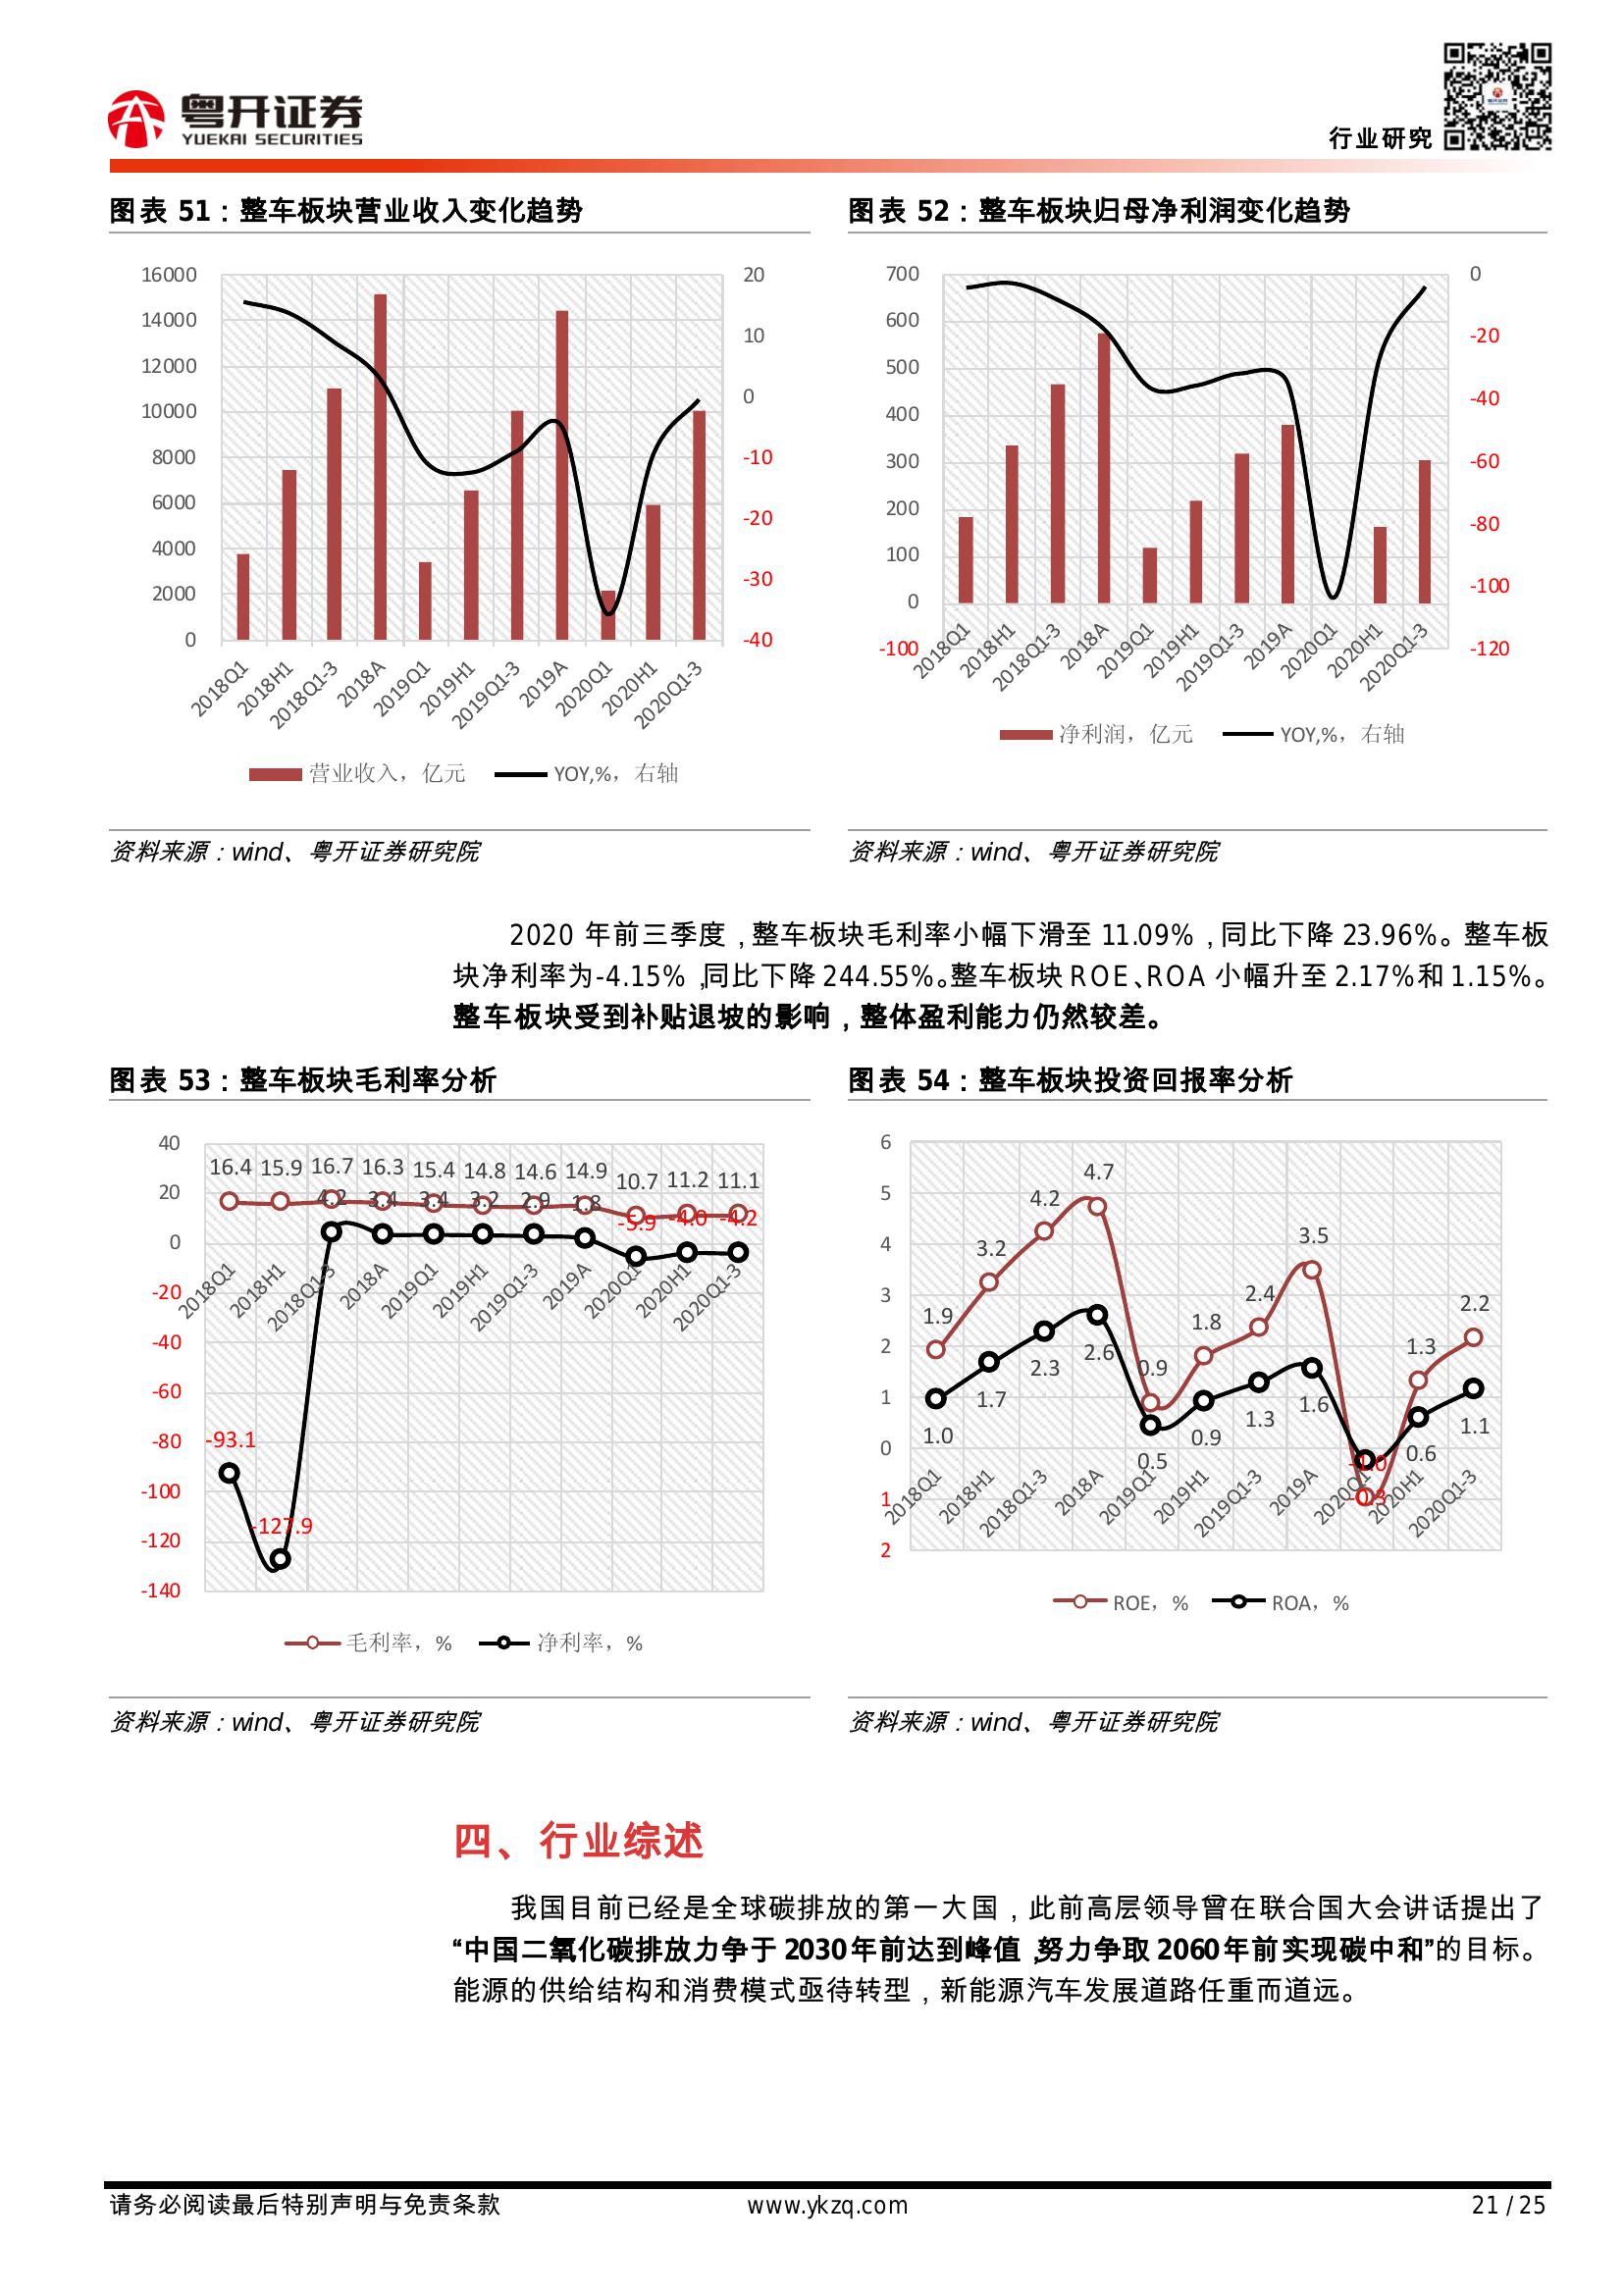 粤开证券
YUEKAI SECURITIES
行业研究
图表 51：整车板块营业收入变化趋势
16000
14000
12000
10000
8000
6000
4000
2000
0
20
10
0
-10
-20
-30
-40
2018Q1
2018H1
2018Q1-3
2018A
2019Q1
2019H1
2019Q1-3
2019A
2020Q1
2020H1
2020Q1-3
营业收入，亿元
YOY,%，右轴
资料来源：wind、粤开证券研究院
图表 52：整车板块归母净利润变化趋势
700
600
500
400
300
200
100
0
-100
0
-20
-40
-60
-80
-100
-120
2018Q1
2018H1
2018Q1-3
2018A
2019Q1
2019H1
2019Q1-3
2019A
2020Q1
2020H1
2020Q1-3
净利润，亿元
YOY,%，右轴
资料来源：wind、粤开证券研究院
2020 年前三季度，整车板块毛利率小幅下滑至 11.09%，同比下降 23.96%。整车板
块净利率为-4.15%，同比下降 244.55%。整车板块 ROE、ROA 小幅升至 2.17%和 1.15%。
整车板块受到补贴退坡的影响，整体盈利能力仍然较差。
图表 53：整车板块毛利率分析
40
20
0
-20
-40
-60
-80
-100
-120
-140
16.4 15.9 16.7 16.3 15.4 14.8 14.6 14.9 10.7 11.2 11.1
-93.1 -127.9 4.2 3.4 3.4 3.2 2.9 1.8 -5.9 -4.0 -4.2
2018Q1
2018H1
2018Q1-3
2018A
2019Q1
2019H1
2019Q1-3
2019A
2020Q1
2020H1
2020Q1-3
毛利率，%
净利率，%
资料来源：wind、粤开证券研究院
图表 54：整车板块投资回报率分析
6
5
4
3
2
1
0
1
2
1.9 3.2 4.2 4.7 0.9 1.8 2.4 3.5 -1.0 1.3 2.2
1.0 1.7 2.3 2.6 0.5 0.9 1.3 1.6 -0.3 0.6 1.1
2018Q1
2018H1
2018Q1-3
2018A
2019Q1
2019H1
2019Q1-3
2019A
2020Q1
2020H1
2020Q1-3
ROE，%
ROA，%
资料来源：wind、粤开证券研究院
四、行业综述
我国目前已经是全球碳排放的第一大国，此前高层领导曾在联合国大会讲话提出了
“中国二氧化碳排放力争于 2030 年前达到峰值，努力争取 2060 年前实现碳中和”的目标。
能源的供给结构和消费模式亟待转型，新能源汽车发展道路任重而道远。
请务必阅读最后特别声明与免责条款
www.ykzq.com
21 / 25